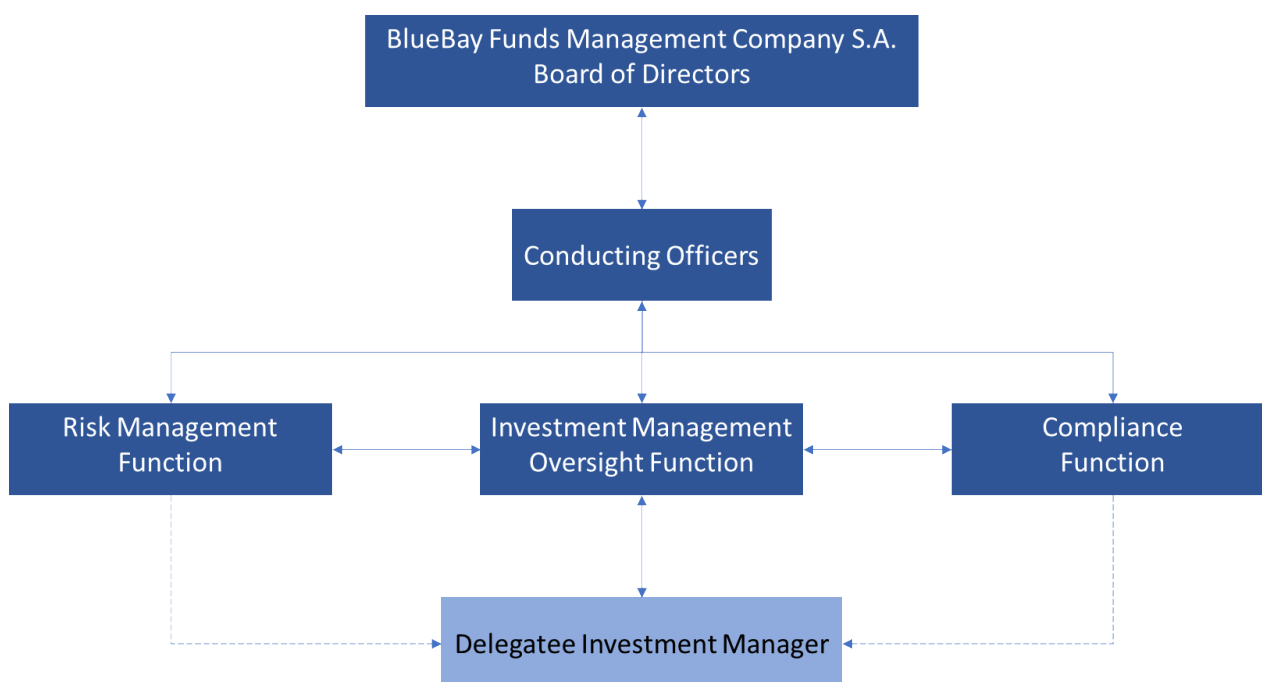 BlueBay Funds Management Company S.A.
Board of Directors
Conducting Officers
Risk Management
Function
Investment Management
Oversight Function
Compliance
Function
Delegatee Investment Manager